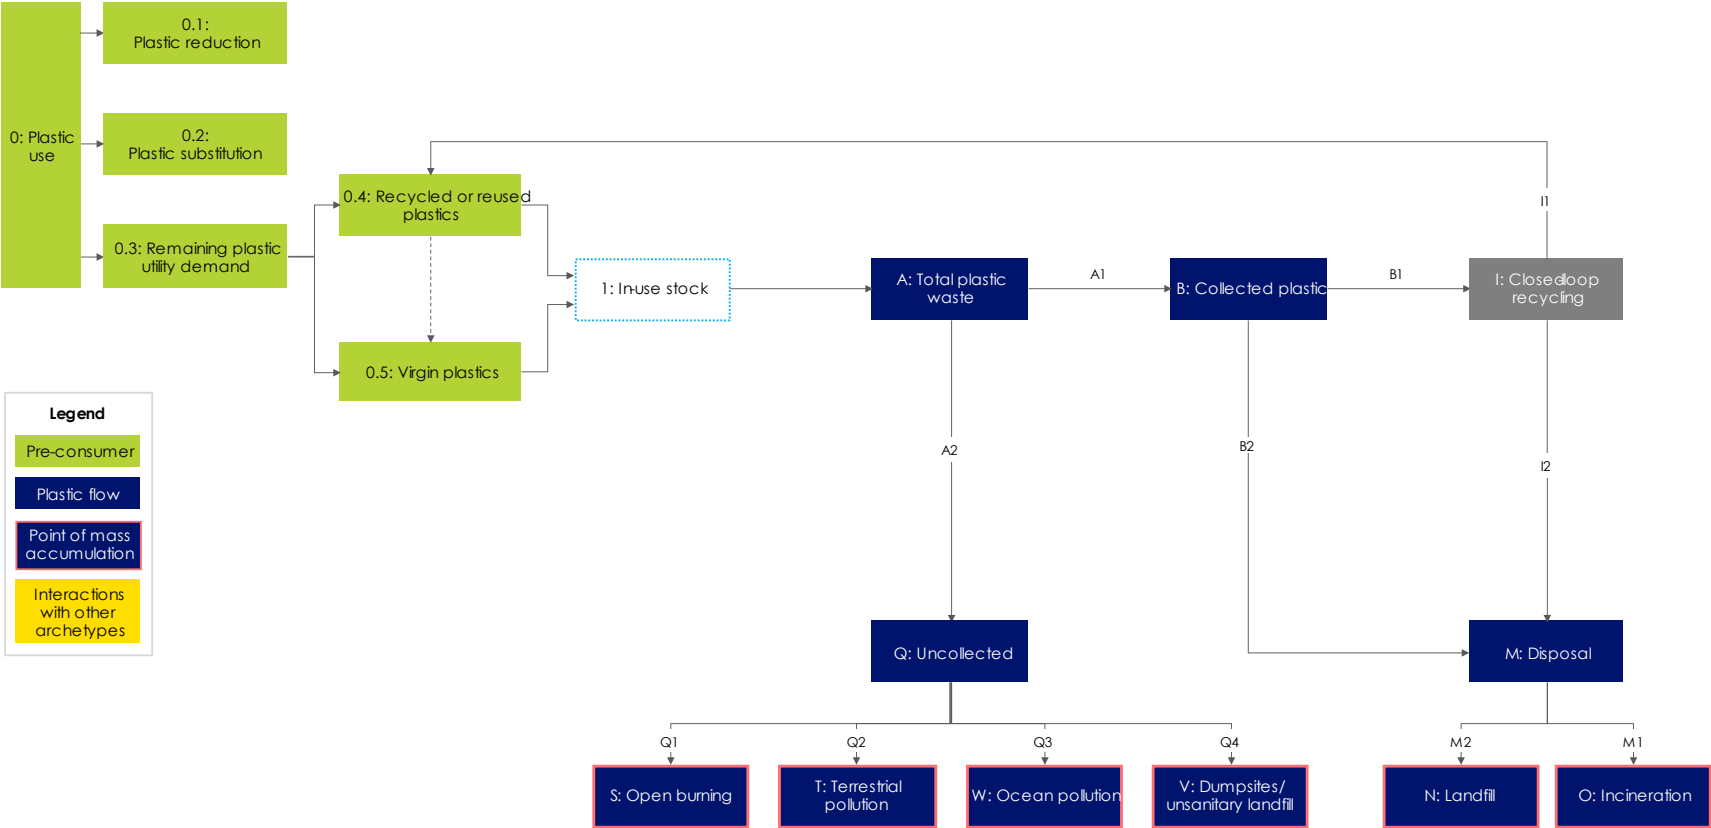 0: Plastic
use
0.1:
Plastic reduction
0.2:
Plastic substitution
0.3: Remaining plastic
utility demand
0.4: Recycled or reused
plastics
0.5: Virgin plastics
1: In-use stock
A: Total plastic
waste
A1
B: Collected plastic
B1
I: Closedloop
recycling
I1
A2
B2
I2
Q: Uncollected
M: Disposal
Q1
Q2
Q3
Q4
M2
M1
S: Open burning
T: Terrestrial
pollution
W: Ocean pollution
V: Dumpsites/
unsanitary landfill
N: Landfill
O: Incineration
Legend
Pre-consumer
Plastic flow
Point of mass
accumulation
Interactions
with other
archetypes